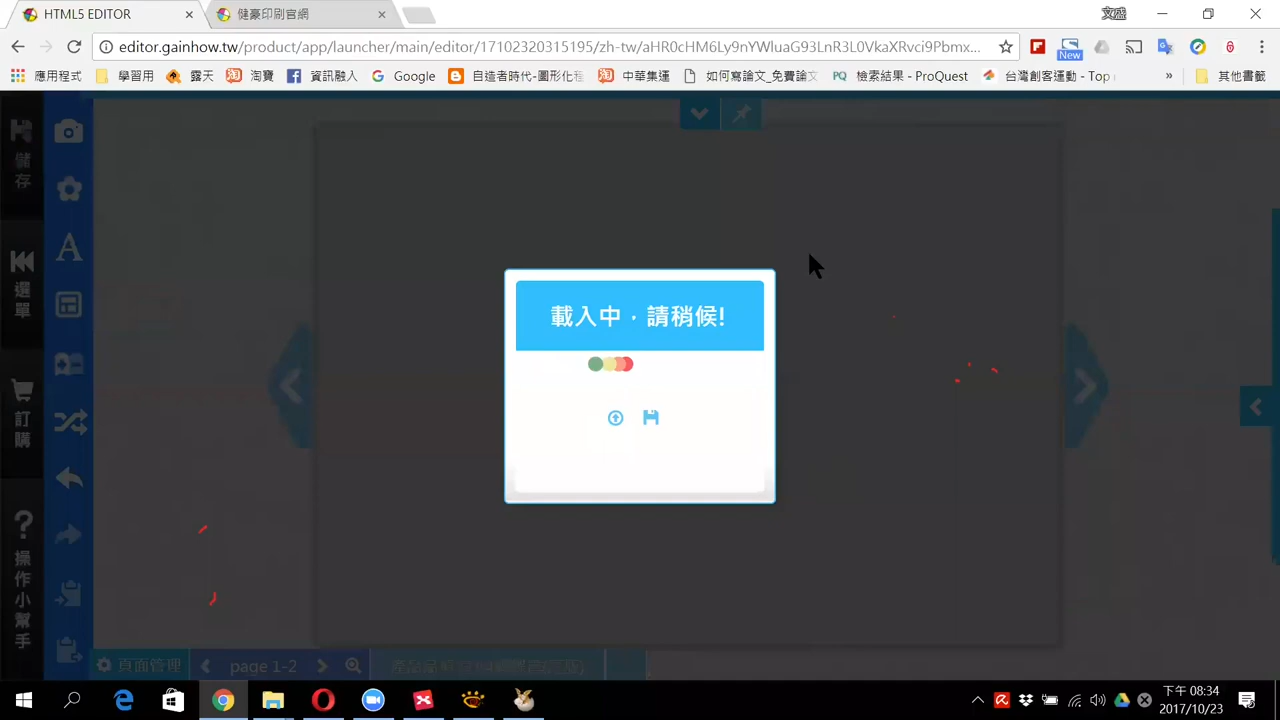 HTML5 EDITOR
健豪印刷官網
文盛
editor.gainhow.tw/product/app/launcher/main/editor/17102320315195/zh-tw/aHR0cHM6Ly9nYWluaG93LnR3L0VkaXRvci9Pbmx...
New
應用程式
學習用
露天
淘寶
資訊融入
Google
自造者時代-圖形化程
中華集運
如何寫論文_免費論文
PQ 檢索結果 - ProQuest
台灣創客運動 - Top
»
其他書籤
儲存
選單
訂購
操作小幫手
載入中，請稍候!
頁面管理
page 1-2
下午 08:34
2017/10/23